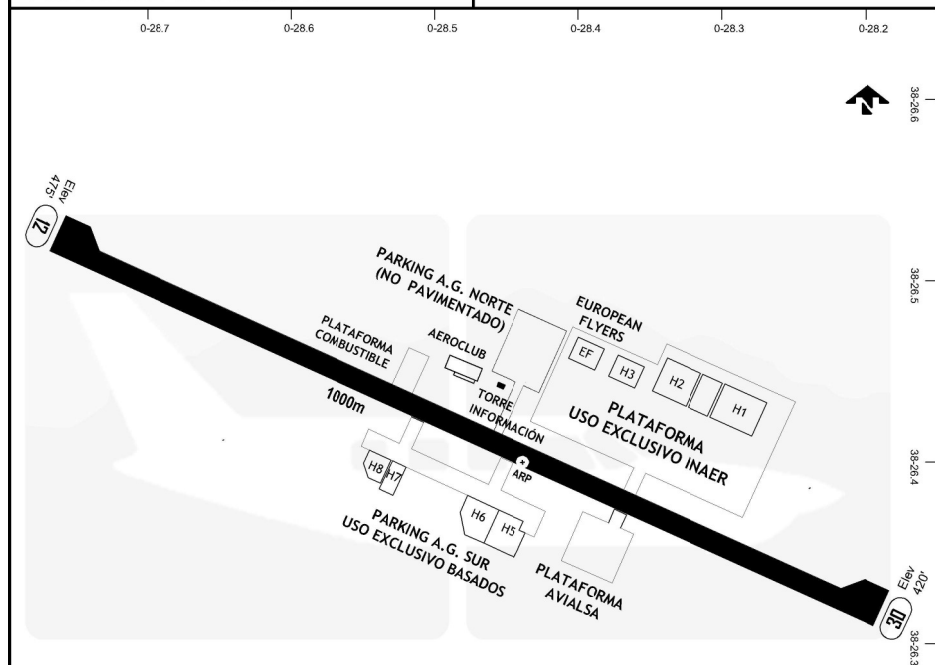 0-28.7
0-28.6
0-28.5
0-28.4
0-28.3
0-28.2
38-26.6
38-26.5
38-26.4
38-26.3
N
Elev
475'
12
PARKING A.G. NORTE
(NO PAVIMENTADO)
EUROPEAN
FLYERS
PLATAFORMA
COMBUSTIBLE
AEROCLUB
EF
H3
H2
H1
1000m
TORRE
INFORMACIÓN
PLATAFORMA
USO EXCLUSIVO INAER
ARP
H8
H7
H6
H5
PARKING A.G. SUR
USO EXCLUSIVO BASADOS
PLATAFORMA
AVIALSA
Elev
420'
30